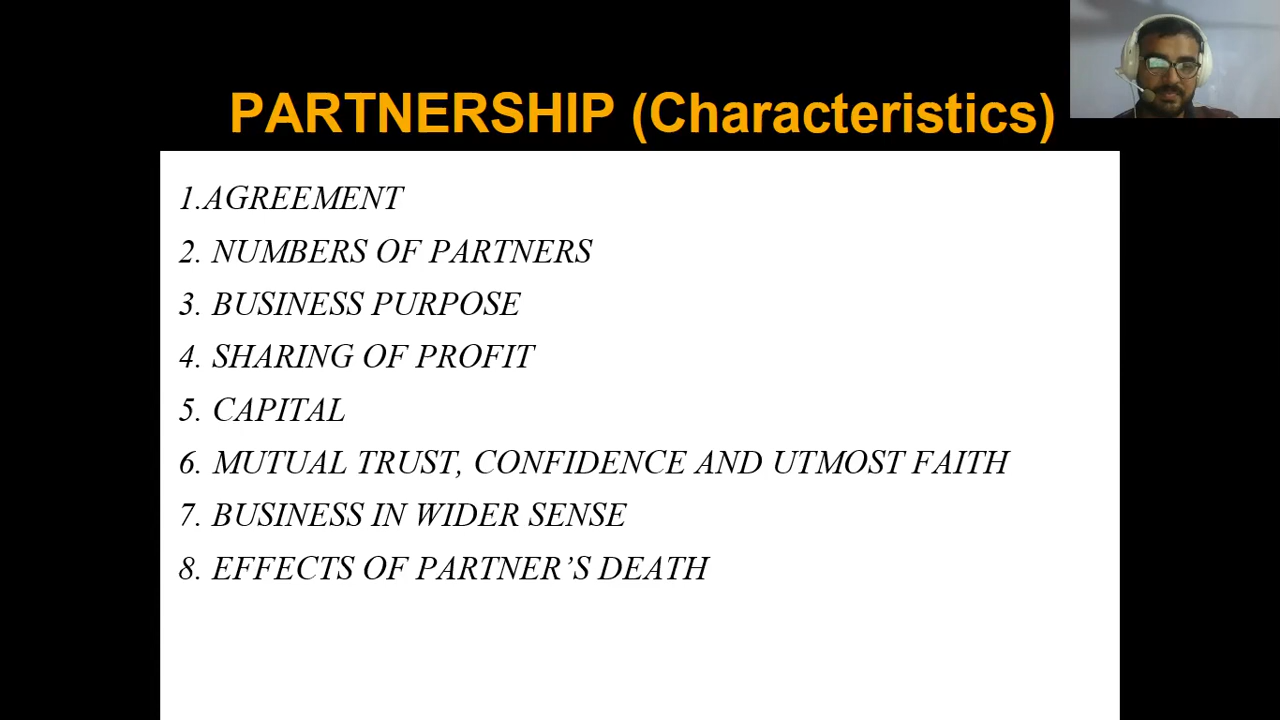 PARTNERSHIP (Characteristics)
1.AGREEMENT
2. NUMBERS OF PARTNERS
3. BUSINESS PURPOSE
4. SHARING OF PROFIT
5. CAPITAL
6. MUTUAL TRUST, CONFIDENCE AND UTMOST FAITH
7. BUSINESS IN WIDER SENSE
8. EFFECTS OF PARTNER’S DEATH